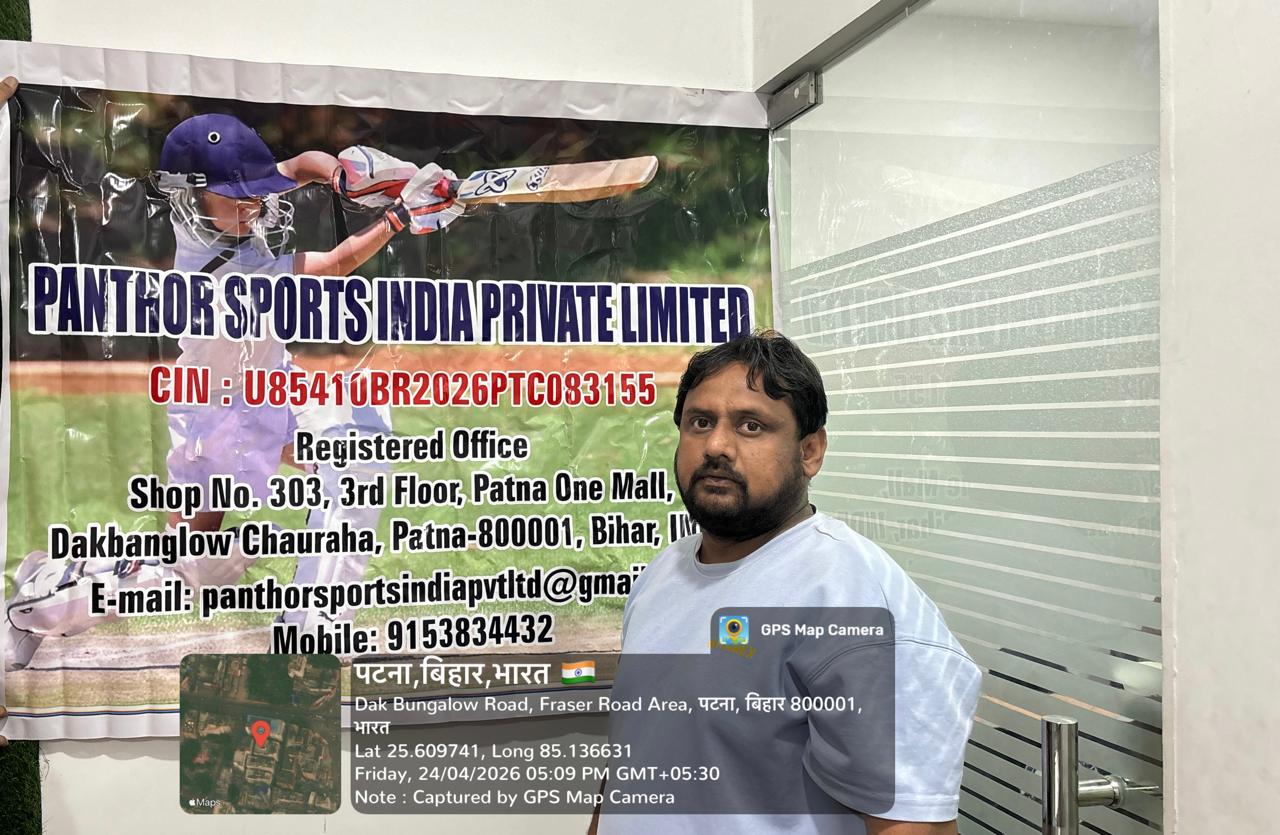 PANTHOR SPORTS INDIA PRIVATE LIMITED
CIN : U85410BR2026PTC083155
Registered Office
Shop No. 303, 3rd Floor, Patna One Mall,
Dakbanglow Chauraha, Patna-800001, Bihar,
E-mail: panthorsportsindiapvtltd@gmai
Mobile: 9153834432
GPS Map Camera
पटना,बिहार,भारत
Dak Bungalow Road, Fraser Road Area, पटना, बिहार 800001,
भारत
Lat 25.609741, Long 85.136631
Friday, 24/04/2026 05:09 PM GMT+05:30
Note : Captured by GPS Map Camera
Maps